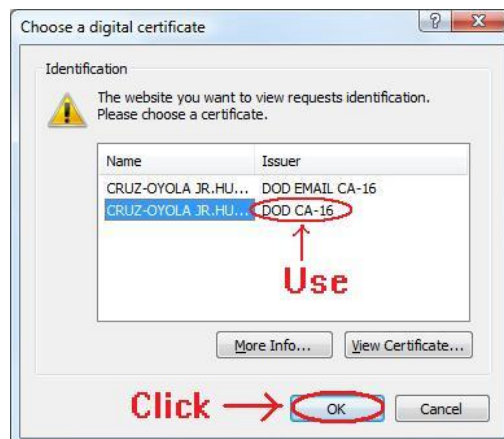 Choose a digital certificate
Identification
The website you want to view requests identification.
Please choose a certificate.
Name Issuer
CRUZ-OYOLA JR.HU... DOD EMAIL CA-16
CRUZ-OYOLA JR.HU... DOD CA-16
Use
More Info... View Certificate...
Click OK Cancel